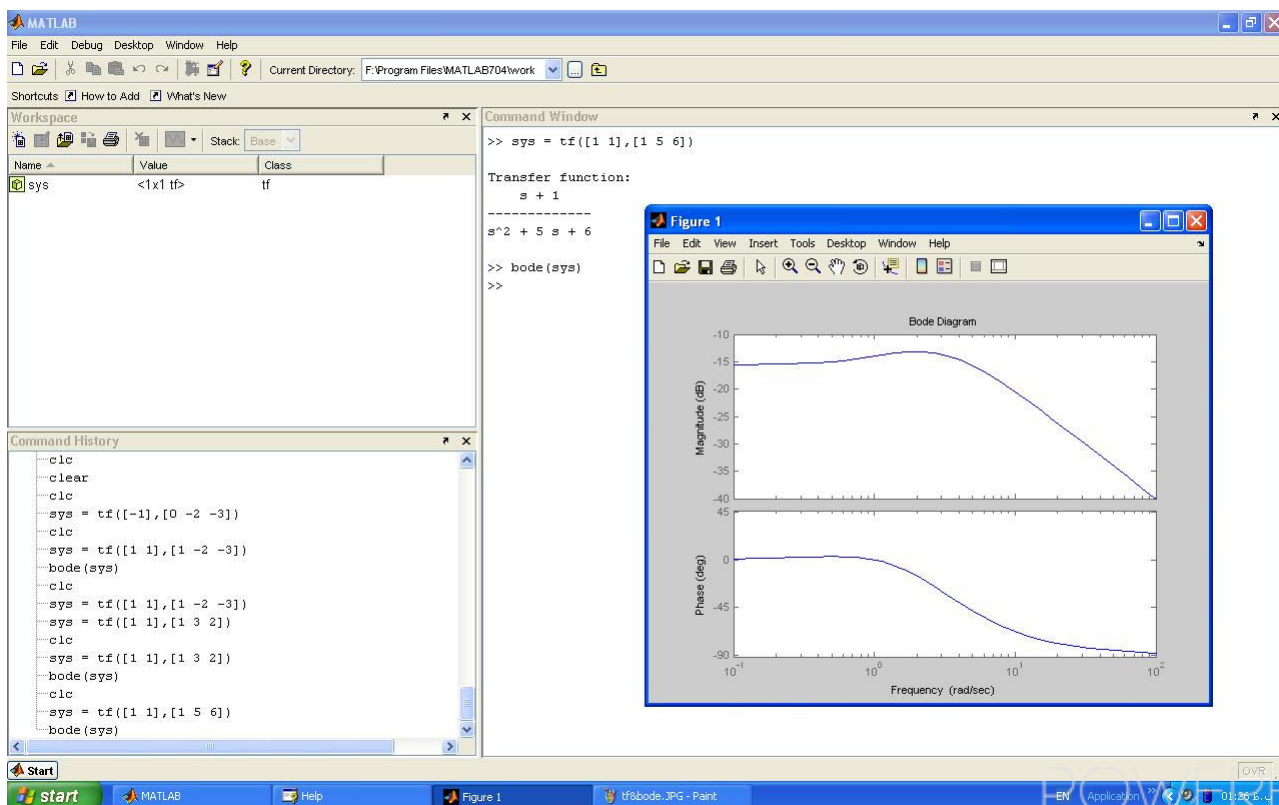 MATLAB
File Edit Debug Desktop Window Help
Current Directory: F:\Program Files\MATLAB704\work
Shortcuts How to Add What's New
Workspace
Stack: Base
Name Value Class
sys <1x1 tf> tf
Command History
clc
clear
clc
sys = tf([-1],[0 -2 -3])
clc
sys = tf([1 1],[1 -2 -3])
bode(sys)
clc
sys = tf([1 1],[1 -2 -3])
sys = tf([1 1],[1 3 2])
clc
sys = tf([1 1],[1 3 2])
bode(sys)
clc
sys = tf([1 1],[1 5 6])
bode(sys)
Command Window
>> sys = tf([1 1],[1 5 6])
Transfer function:
s + 1
-------------
s^2 + 5 s + 6
>> bode(sys)
>>
Figure 1
File Edit View Insert Tools Desktop Window Help
Bode Diagram
Magnitude (dB)
-10
-15
-20
-25
-30
-35
-40
Phase (deg)
45
0
-45
-90
10^-1 10^0 10^1 10^2
Frequency (rad/sec)
Start
OVR
start MATLAB Help Figure 1 tf&bode.JPG - Paint EN Application 01:26